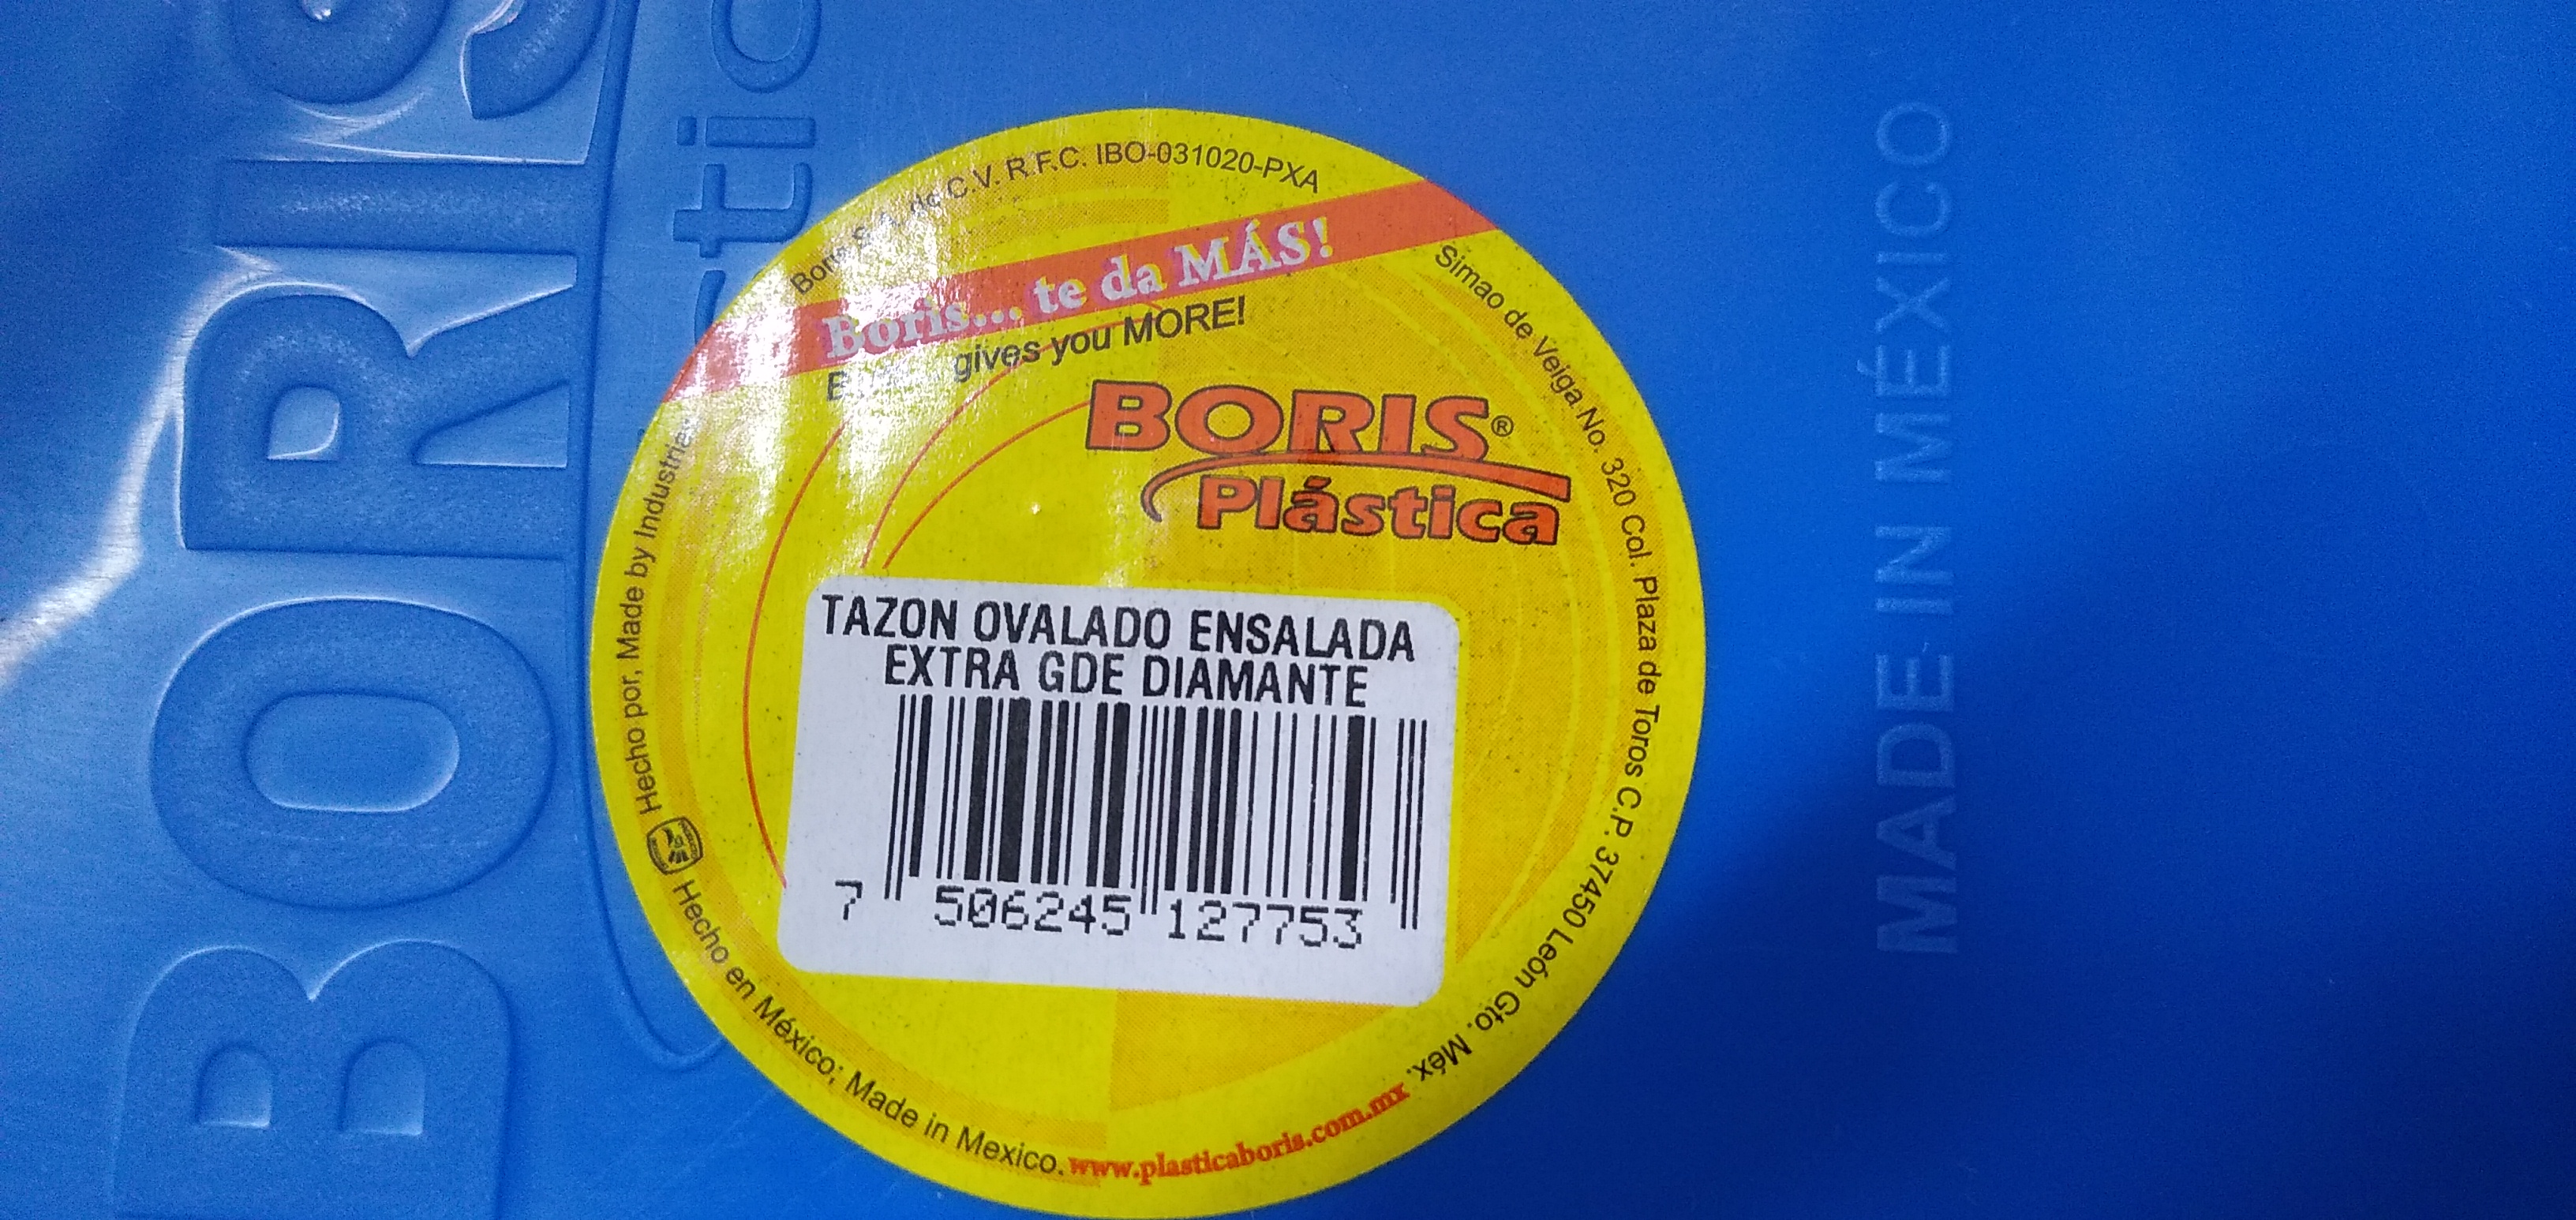 BORIS
sti
Boris S.A. de C.V. R.F.C. IBO-031020-PXA
Boris... te da MÁS!
gives you MORE!
BORIS®
Plástica
TAZON OVALADO ENSALADA
EXTRA GDE DIAMANTE
7 506245 127753
Hecho por, Made by Industrias
Simao de Veiga No. 320 Col. Plaza de Toros C.P. 37450 León Gto. Méx.
Hecho en México; Made in Mexico.
www.plasticaboris.com.mx
MADE IN MÉXICO